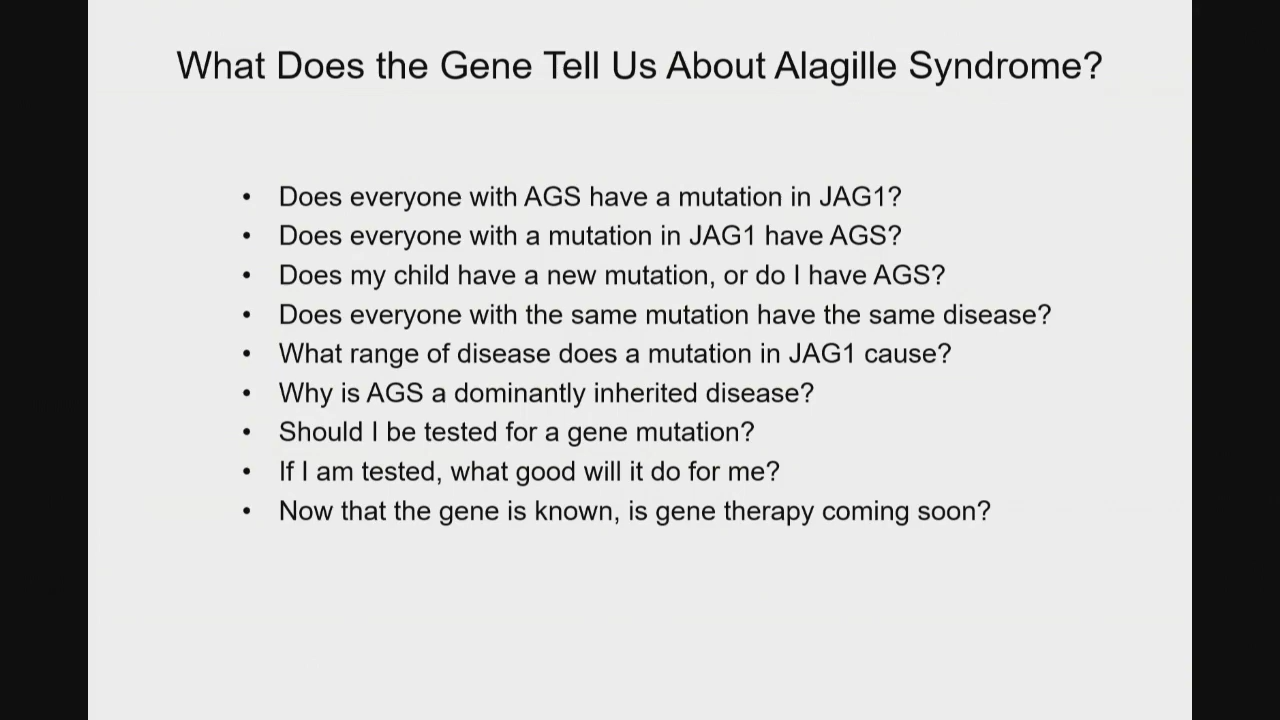 What Does the Gene Tell Us About Alagille Syndrome?
• Does everyone with AGS have a mutation in JAG1?
• Does everyone with a mutation in JAG1 have AGS?
• Does my child have a new mutation, or do I have AGS?
• Does everyone with the same mutation have the same disease?
• What range of disease does a mutation in JAG1 cause?
• Why is AGS a dominantly inherited disease?
• Should I be tested for a gene mutation?
• If I am tested, what good will it do for me?
• Now that the gene is known, is gene therapy coming soon?